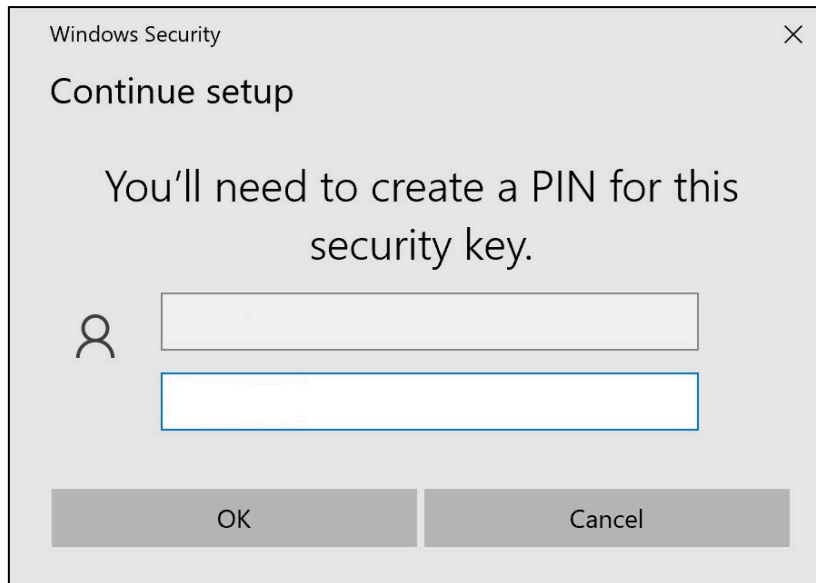 Windows Security
Continue setup
You’ll need to create a PIN for this
security key.
OK
Cancel